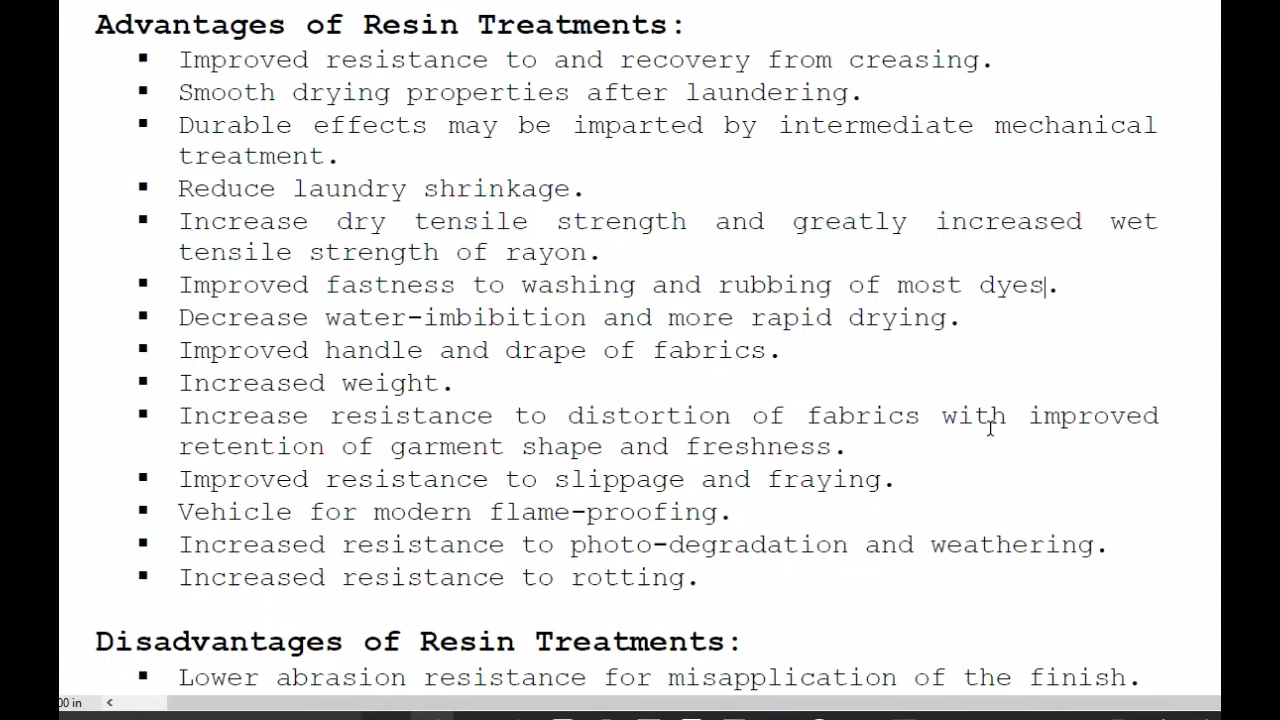 Advantages of Resin Treatments:
▪ Improved resistance to and recovery from creasing.
▪ Smooth drying properties after laundering.
▪ Durable effects may be imparted by intermediate mechanical
treatment.
▪ Reduce laundry shrinkage.
▪ Increase dry tensile strength and greatly increased wet
tensile strength of rayon.
▪ Improved fastness to washing and rubbing of most dyes.
▪ Decrease water-imbibition and more rapid drying.
▪ Improved handle and drape of fabrics.
▪ Increased weight.
▪ Increase resistance to distortion of fabrics with improved
retention of garment shape and freshness.
▪ Improved resistance to slippage and fraying.
▪ Vehicle for modern flame-proofing.
▪ Increased resistance to photo-degradation and weathering.
▪ Increased resistance to rotting.
Disadvantages of Resin Treatments:
▪ Lower abrasion resistance for misapplication of the finish.
00 in